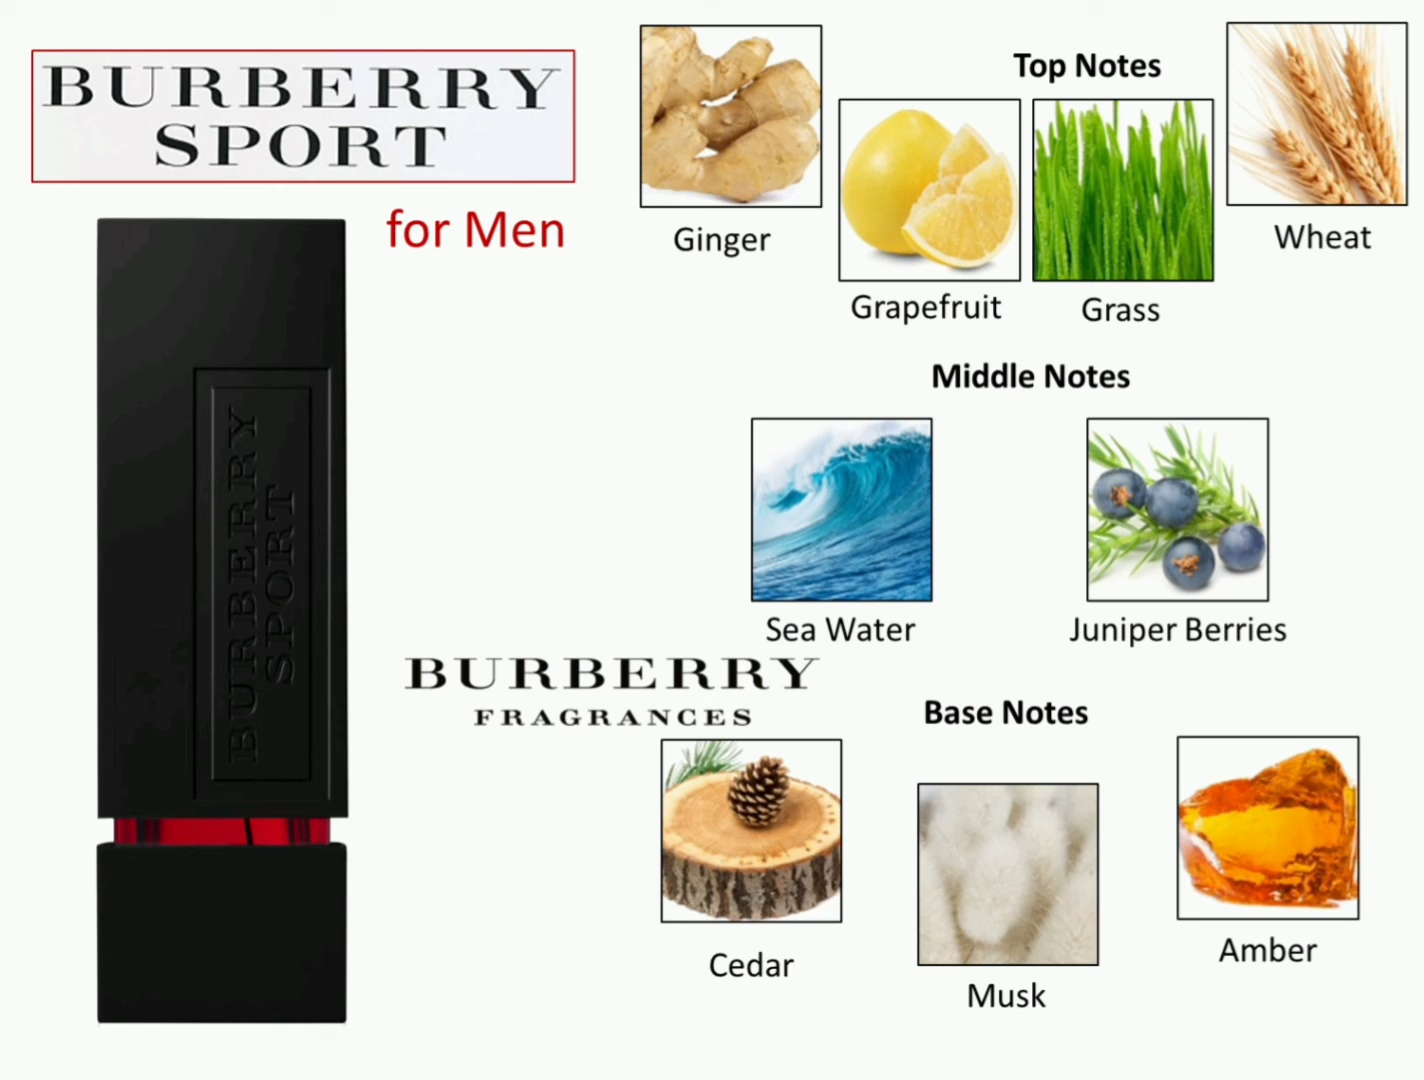 BURBERRY
SPORT
for Men
BURBERRY
SPORT
BURBERRY
FRAGRANCES
Top Notes
Ginger
Grapefruit
Grass
Wheat
Middle Notes
Sea Water
Juniper Berries
Base Notes
Cedar
Musk
Amber